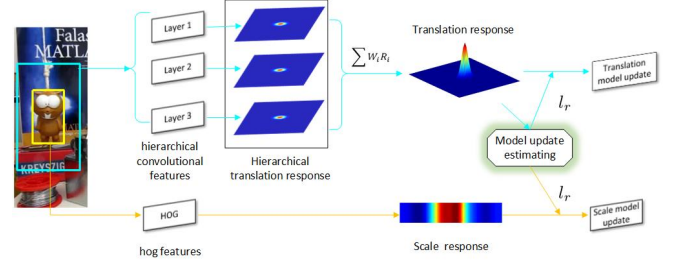 Falas
MATLA
KREYSZIG
Layer 1
Layer 2
Layer 3
hierarchical
convolutional
features
Hierarchical
translation response
∑ WᵢRᵢ
Translation response
Translation
model update
lᵣ
Model update
estimating
lᵣ
HOG
hog features
Scale response
Scale model
update